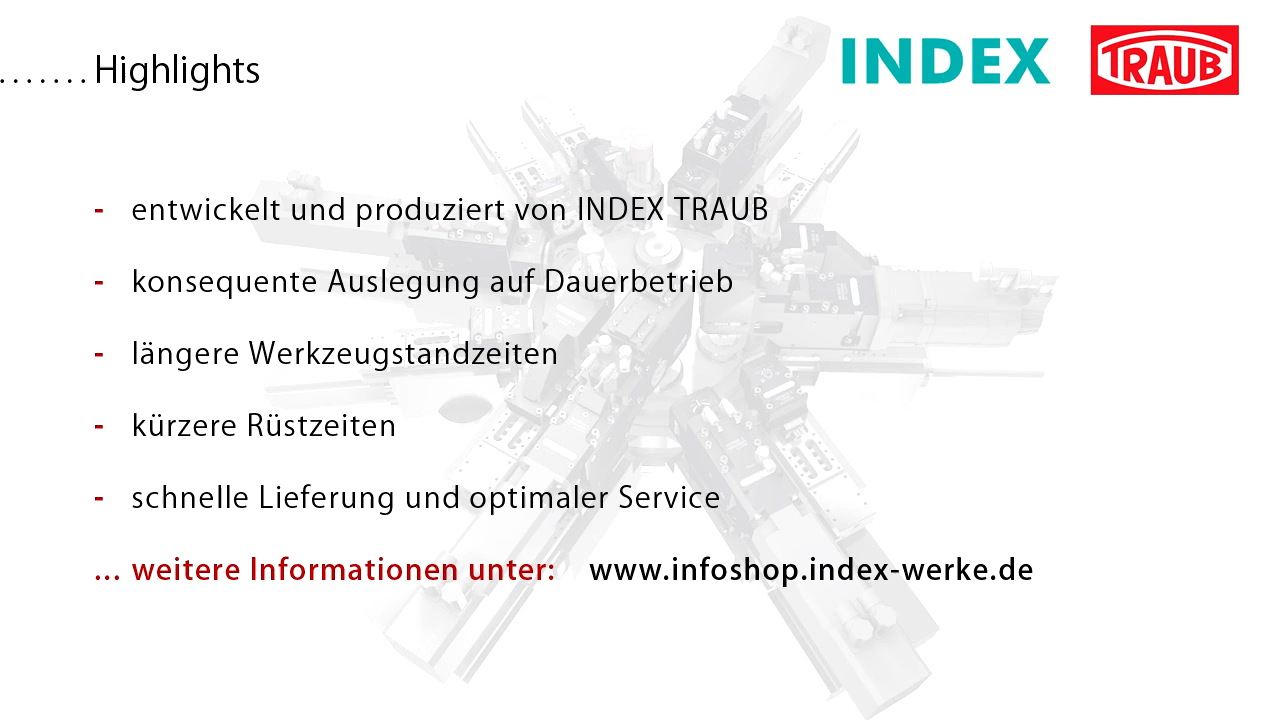 .......Highlights
INDEX
TRAUB
- entwickelt und produziert von INDEX TRAUB
- konsequente Auslegung auf Dauerbetrieb
- längere Werkzeugstandzeiten
- kürzere Rüstzeiten
- schnelle Lieferung und optimaler Service
... weitere Informationen unter: www.infoshop.index-werke.de